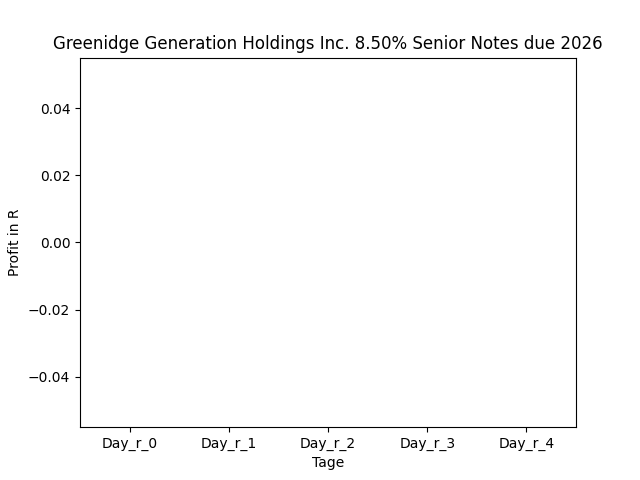 Greenidge Generation Holdings Inc. 8.50% Senior Notes due 2026
0.04
0.02
0.00
−0.02
−0.04
Profit in R
Day_r_0 Day_r_1 Day_r_2 Day_r_3 Day_r_4
Tage